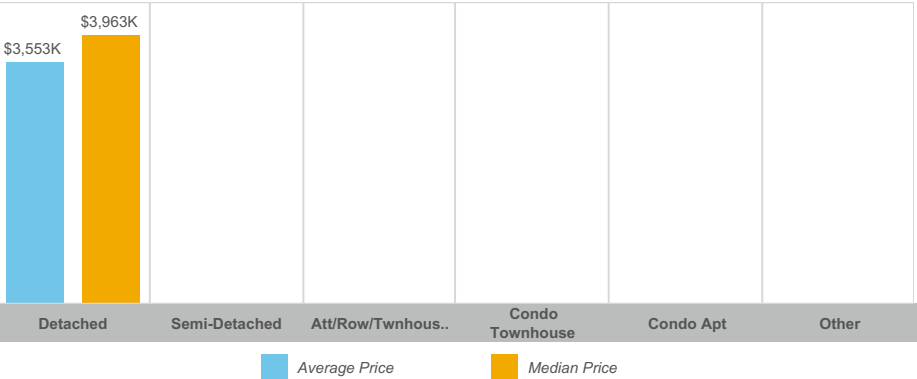 $3,963K
$3,553K
Detached
Semi-Detached
Att/Row/Twnhous..
Condo
Townhouse
Condo Apt
Other
Average Price
Median Price